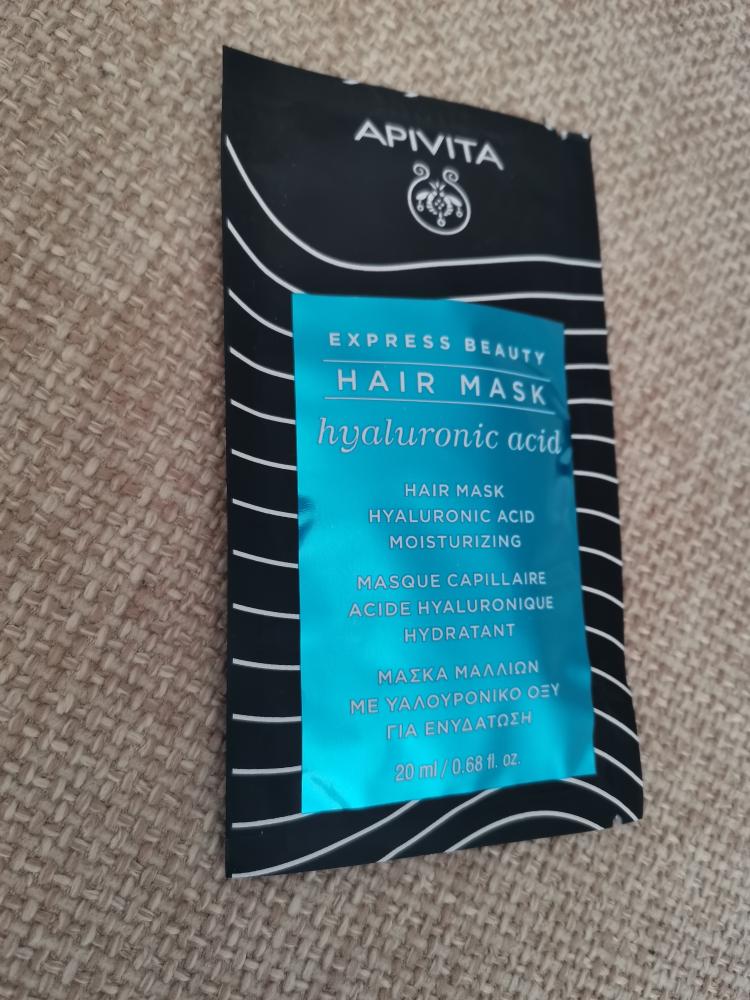 APIVITA
EXPRESS BEAUTY
HAIR MASK
hyaluronic acid
HAIR MASK
HYALURONIC ACID
MOISTURIZING
MASQUE CAPILLAIRE
ACIDE HYALURONIQUE
HYDRATANT
ΜΑΣΚΑ ΜΑΛΛΙΩΝ
ΜΕ ΥΑΛΟΥΡΟΝΙΚΟ ΟΞΥ
ΓΙΑ ΕΝΥΔΑΤΩΣΗ
20 ml / 0.68 fl. oz.